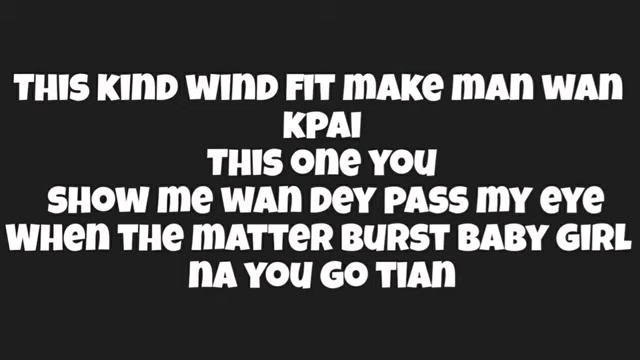 This kind wind fit make man wan
kpai
This one you
show me wan dey pass my eye
When the matter burst baby girl
na you go tian